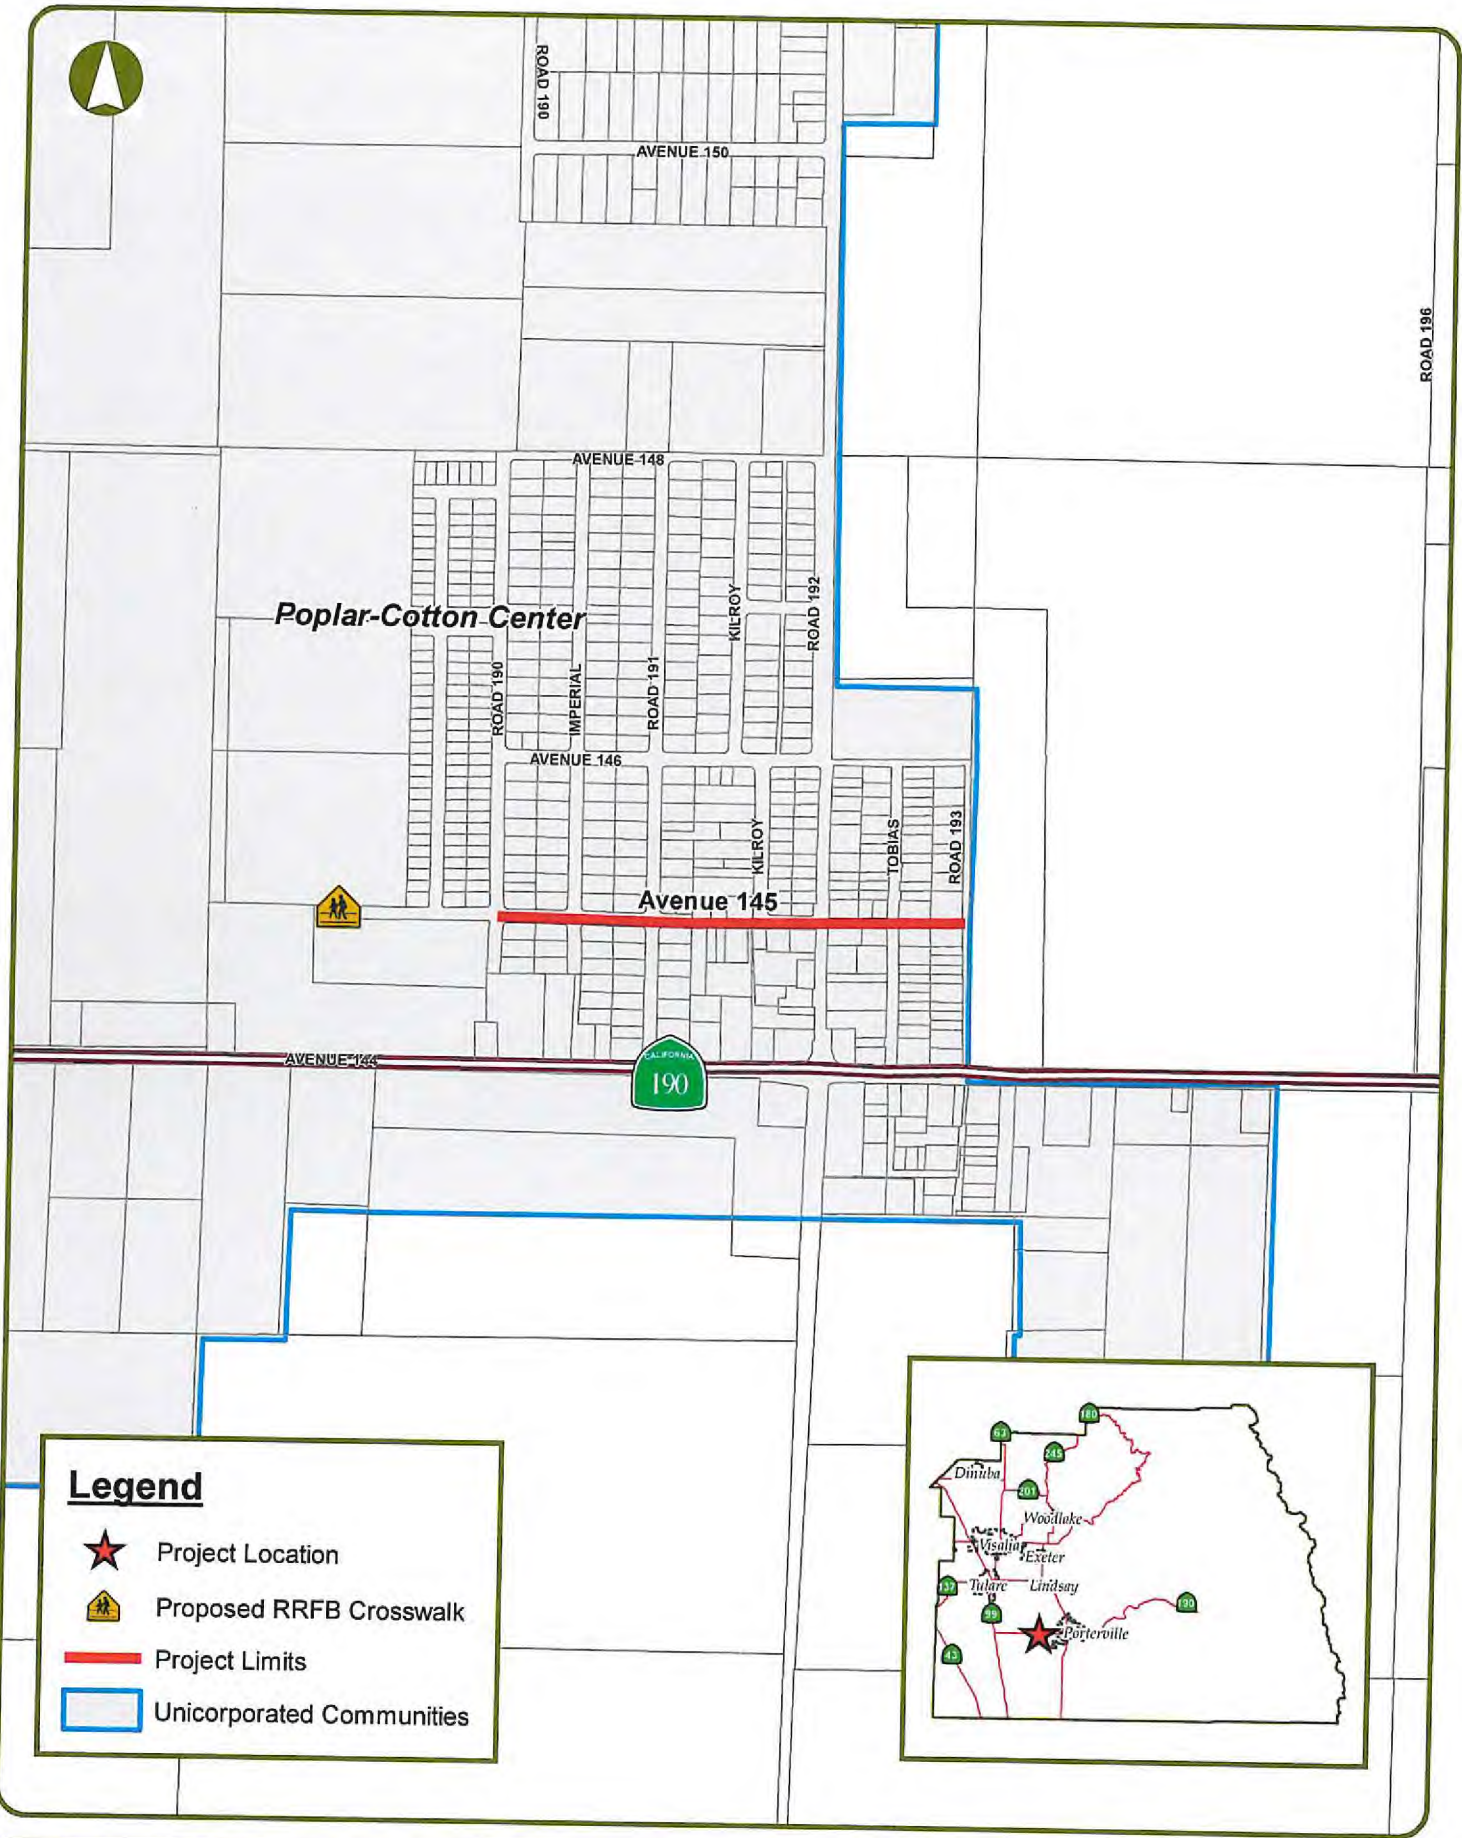 ROAD 190
AVENUE 150
ROAD 196
AVENUE 148
Poplar-Cotton Center
KILROY
ROAD 192
ROAD 190
IMPERIAL
ROAD 191
AVENUE 146
KILROY
TOBIAS
ROAD 193
Avenue 145
AVENUE 144
CALIFORNIA
190
Legend
Project Location
Proposed RRFB Crosswalk
Project Limits
Unicorporated Communities
180
63
245
Dinuba
201
Woodlake
Visalia
Exeter
137
Tulare
Lindsay
99
190
Porterville
43